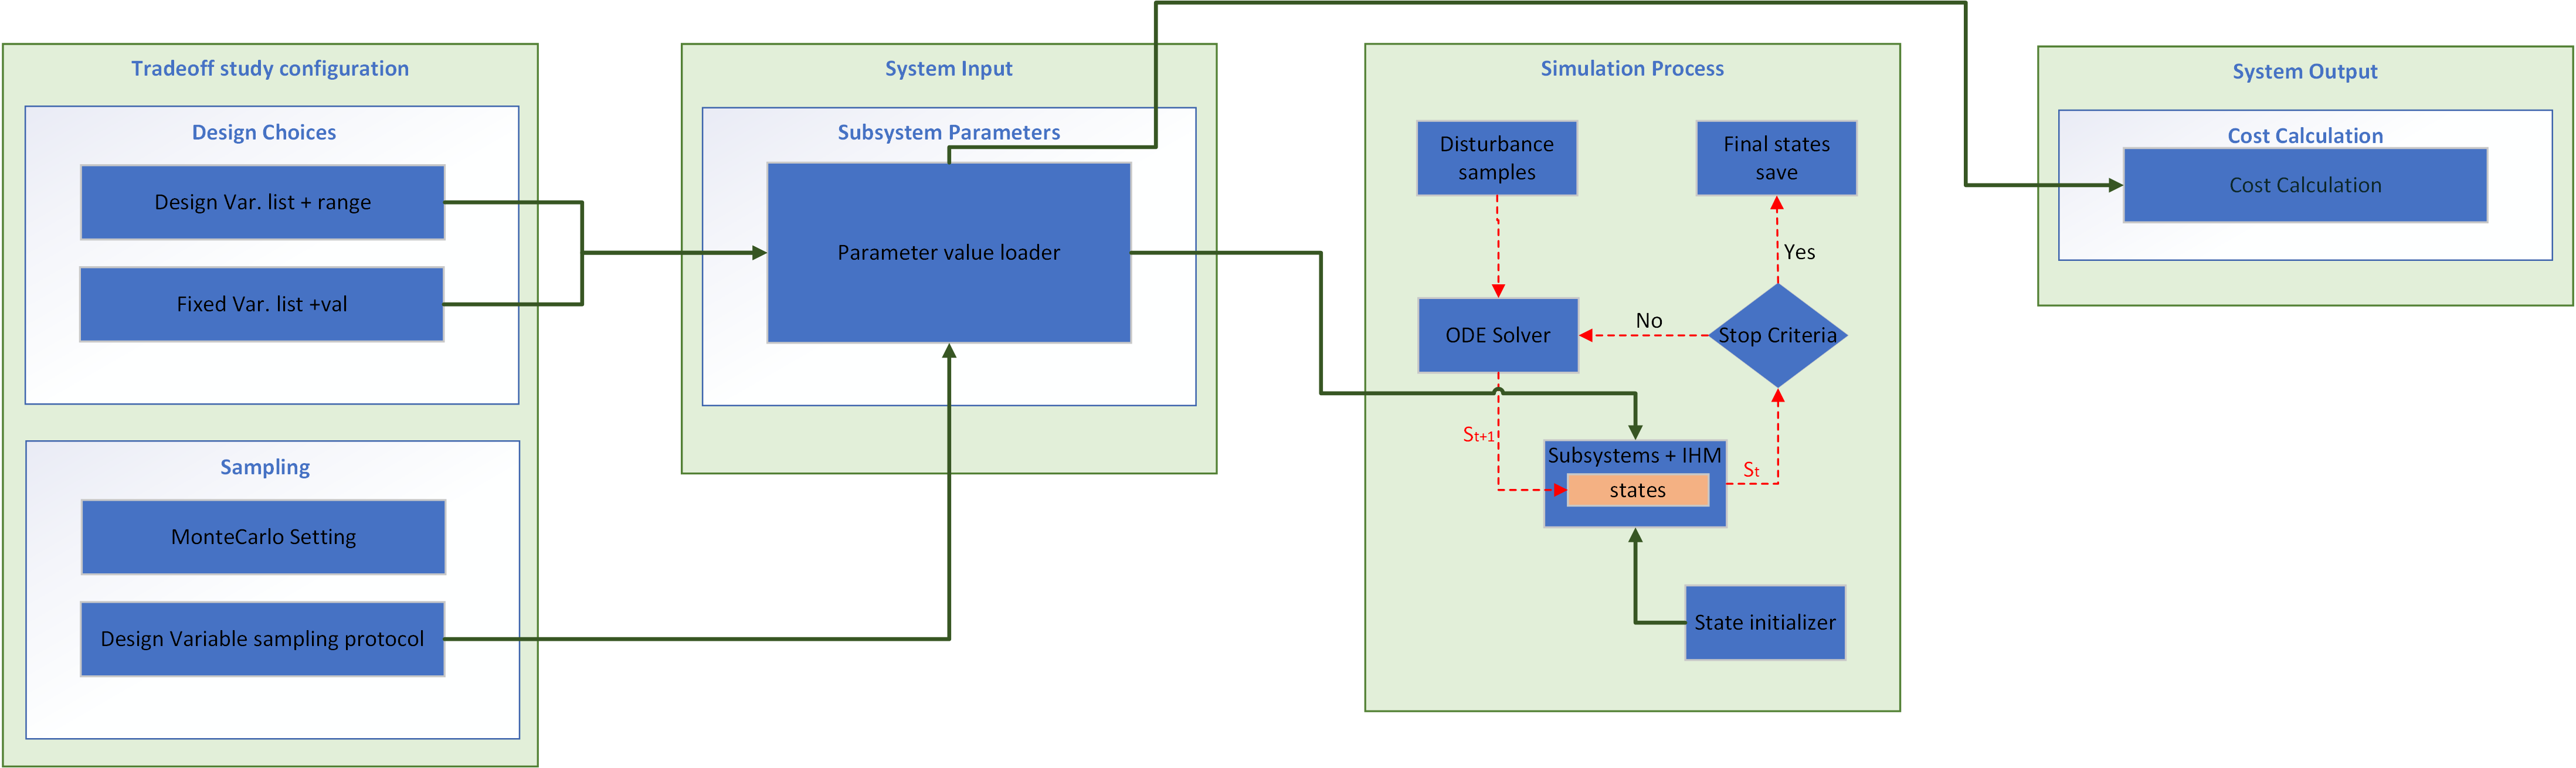 Tradeoff study configuration
Design Choices
Design Var. list + range
Fixed Var. list +val
Sampling
MonteCarlo Setting
Design Variable sampling protocol
System Input
Subsystem Parameters
Parameter value loader
Simulation Process
Disturbance
samples
Final states
save
Yes
No
ODE Solver
Stop Criteria
St+1
Subsystems + IHM
states
St
State initializer
System Output
Cost Calculation
Cost Calculation